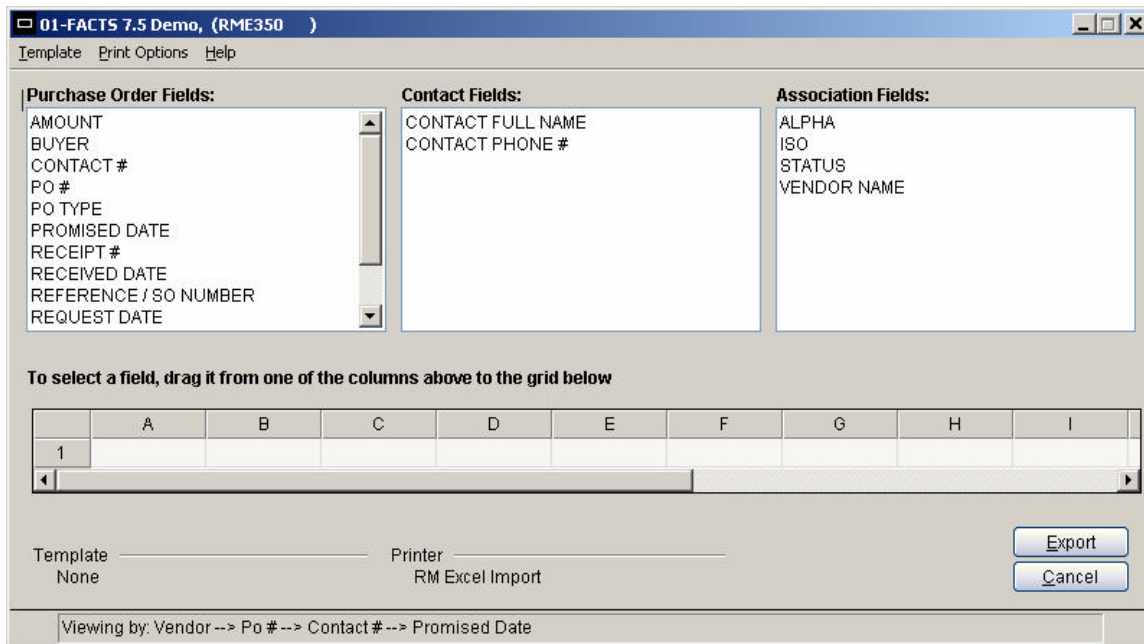 01-FACTS 7.5 Demo, (RME350 )
Template Print Options Help
Purchase Order Fields:
AMOUNT
BUYER
CONTACT #
PO #
PO TYPE
PROMISED DATE
RECEIPT #
RECEIVED DATE
REFERENCE / SO NUMBER
REQUEST DATE
Contact Fields:
CONTACT FULL NAME
CONTACT PHONE #
Association Fields:
ALPHA
ISO
STATUS
VENDOR NAME
To select a field, drag it from one of the columns above to the grid below
A B C D E F G H I
1
Template
None
Printer
RM Excel Import
Export
Cancel
Viewing by: Vendor --> Po # --> Contact # --> Promised Date